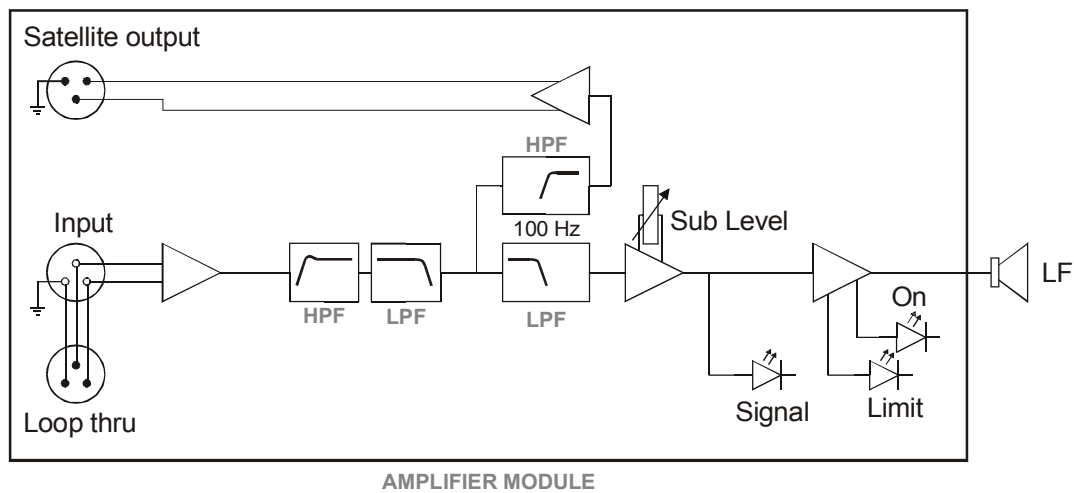 Satellite output
HPF
Input
100 Hz
Sub Level
HPF
LPF
LPF
On
LF
Signal
Limit
Loop thru
AMPLIFIER MODULE